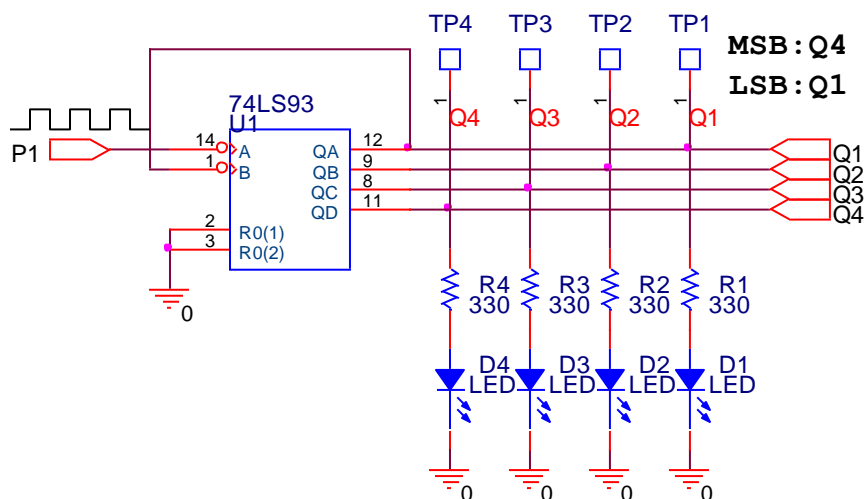 TP4 TP3 TP2 TP1
MSB:Q4
LSB:Q1
1 1 1 1
Q4 Q3 Q2 Q1
74LS93
U1
P1
14 A QA 12
1 B QB 9
QC 8
QD 11
2 R0(1)
3 R0(2)
0
Q1
Q2
Q3
Q4
R4 R3 R2 R1
330 330 330 330
D4 D3 D2 D1
LED LED LED LED
0 0 0 0